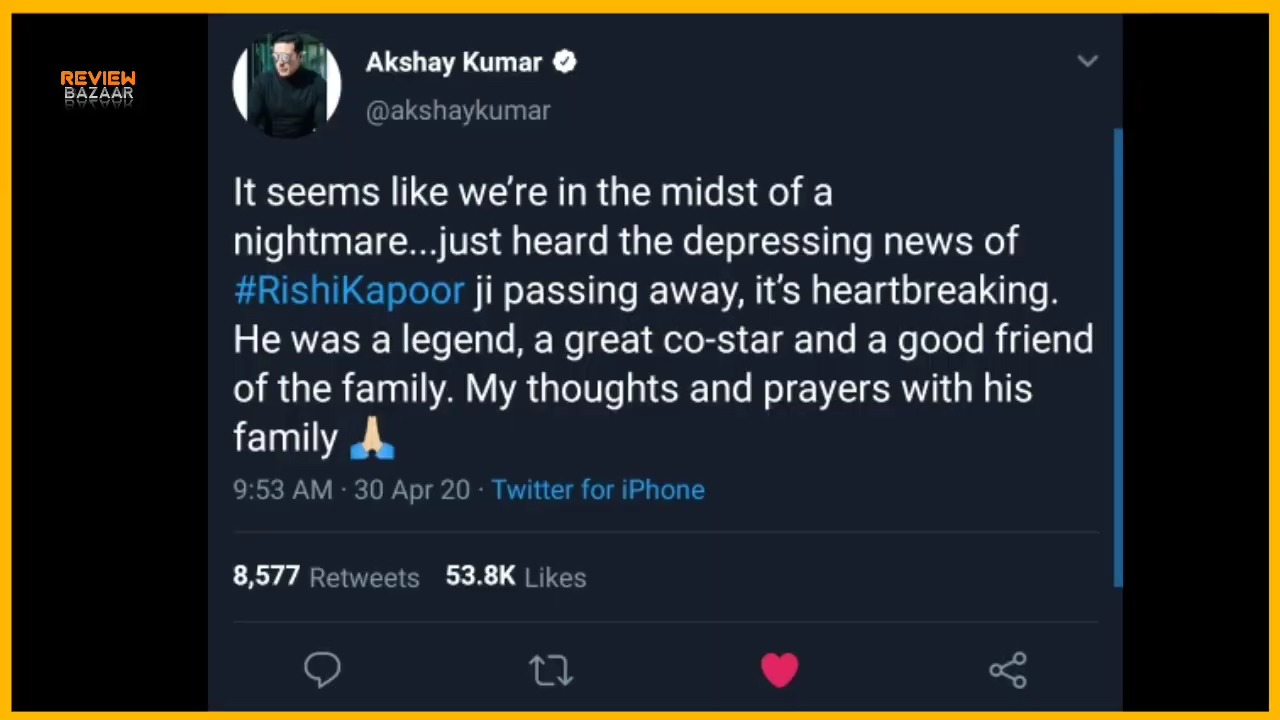 REVIEW
BAZAAR
Akshay Kumar
@akshaykumar
It seems like we’re in the midst of a
nightmare...just heard the depressing news of
#RishiKapoor ji passing away, it’s heartbreaking.
He was a legend, a great co-star and a good friend
of the family. My thoughts and prayers with his
family 🙏🏼
9:53 AM · 30 Apr 20 · Twitter for iPhone
8,577 Retweets 53.8K Likes